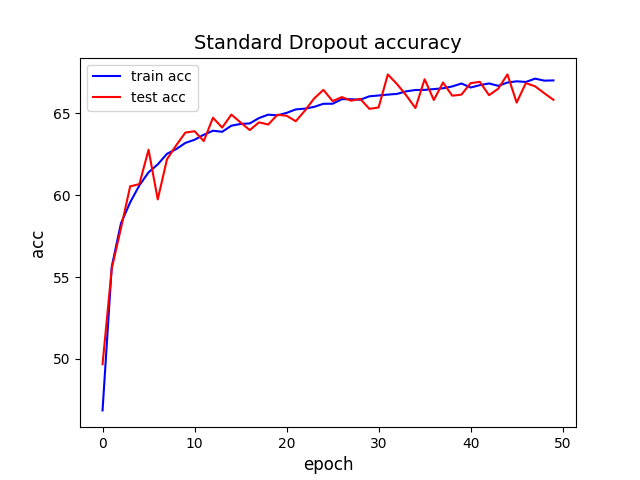 Standard Dropout accuracy
train acc
test acc
acc
65
60
55
50
0 10 20 30 40 50
epoch